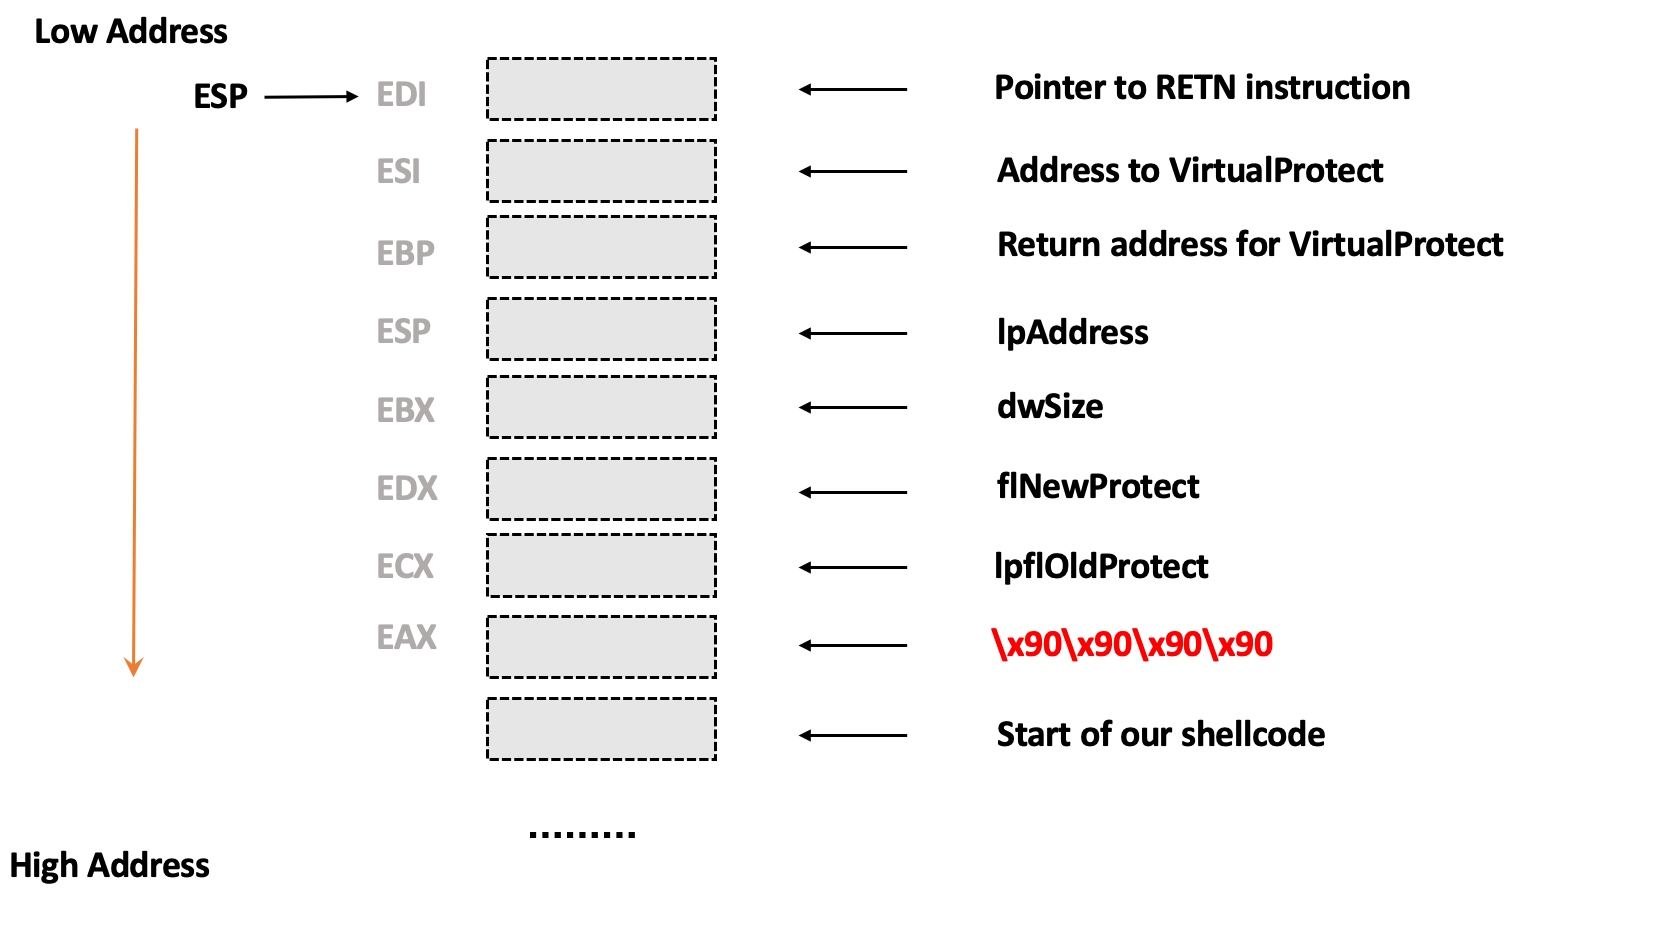 Low Address
ESP EDI Pointer to RETN instruction
ESI Address to VirtualProtect
EBP Return address for VirtualProtect
ESP lpAddress
EBX dwSize
EDX flNewProtect
ECX lpflOldProtect
EAX \x90\x90\x90\x90
Start of our shellcode
.........
High Address